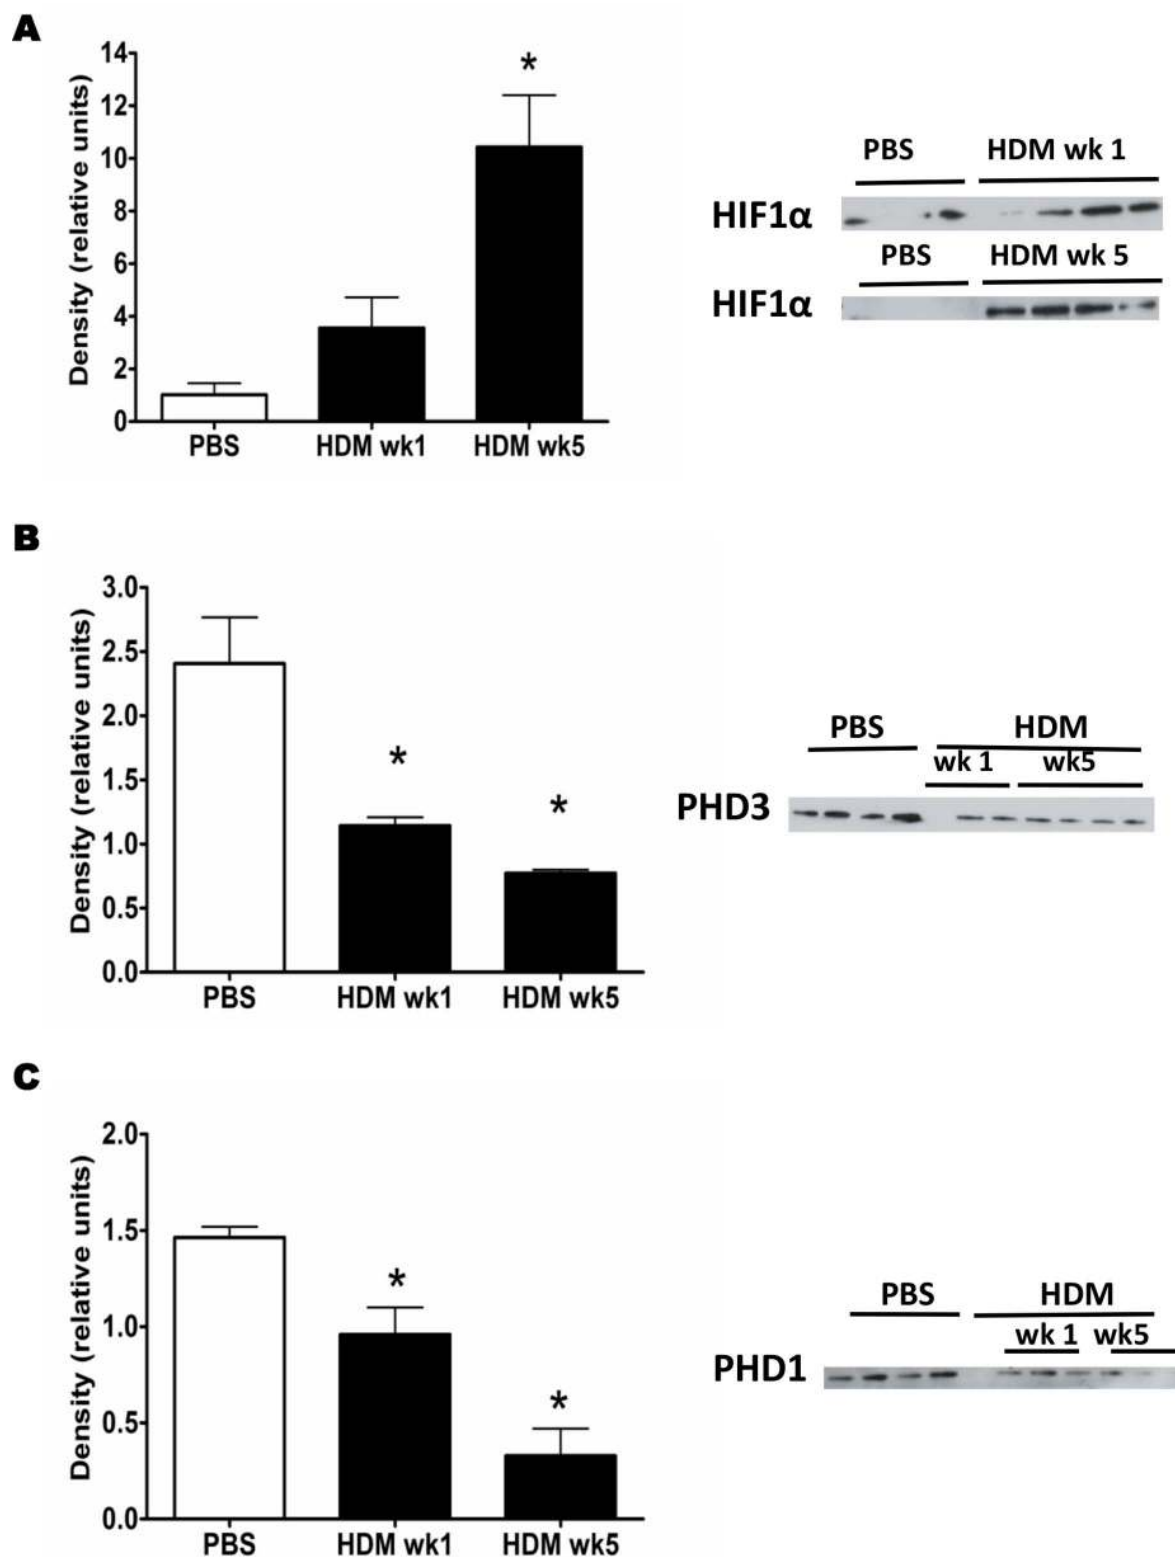 A
14
12
10
8
6
4
2
0
Density (relative units)
*
PBS HDM wk1 HDM wk5
PBS HDM wk 1
HIF1α
PBS HDM wk 5
HIF1α
B
3.0
2.5
2.0
1.5
1.0
0.5
0.0
Density (relative units)
*
*
PBS HDM wk1 HDM wk5
PBS HDM
wk 1 wk5
PHD3
C
2.0
1.5
1.0
0.5
0.0
Density (relative units)
*
*
PBS HDM wk1 HDM wk5
PBS HDM
wk 1 wk5
PHD1